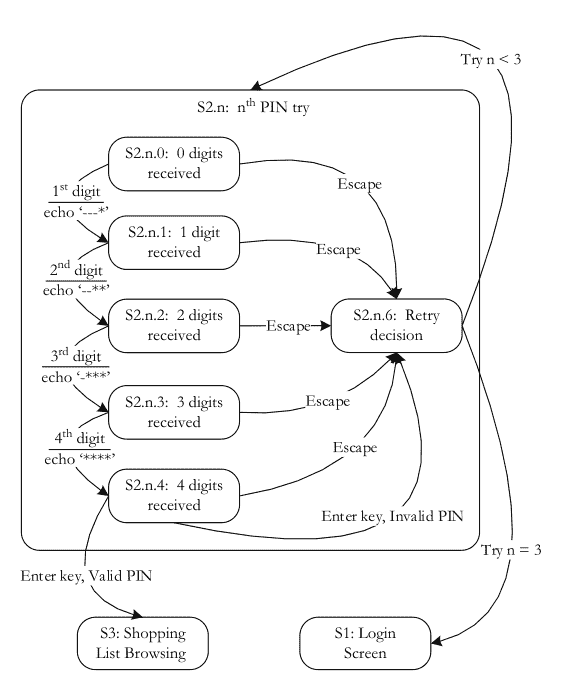 Try n < 3
S2.n: nth PIN try
S2.n.0: 0 digits
received
Escape
1st digit
echo ‘---*’
S2.n.1: 1 digit
received
Escape
2nd digit
echo ‘--**’
S2.n.2: 2 digits
received
Escape
S2.n.6: Retry
decision
3rd digit
echo ‘-***’
S2.n.3: 3 digits
received
Escape
4th digit
echo ‘****’
Escape
S2.n.4: 4 digits
received
Enter key, Invalid PIN
Try n = 3
Enter key, Valid PIN
S3: Shopping
List Browsing
S1: Login
Screen